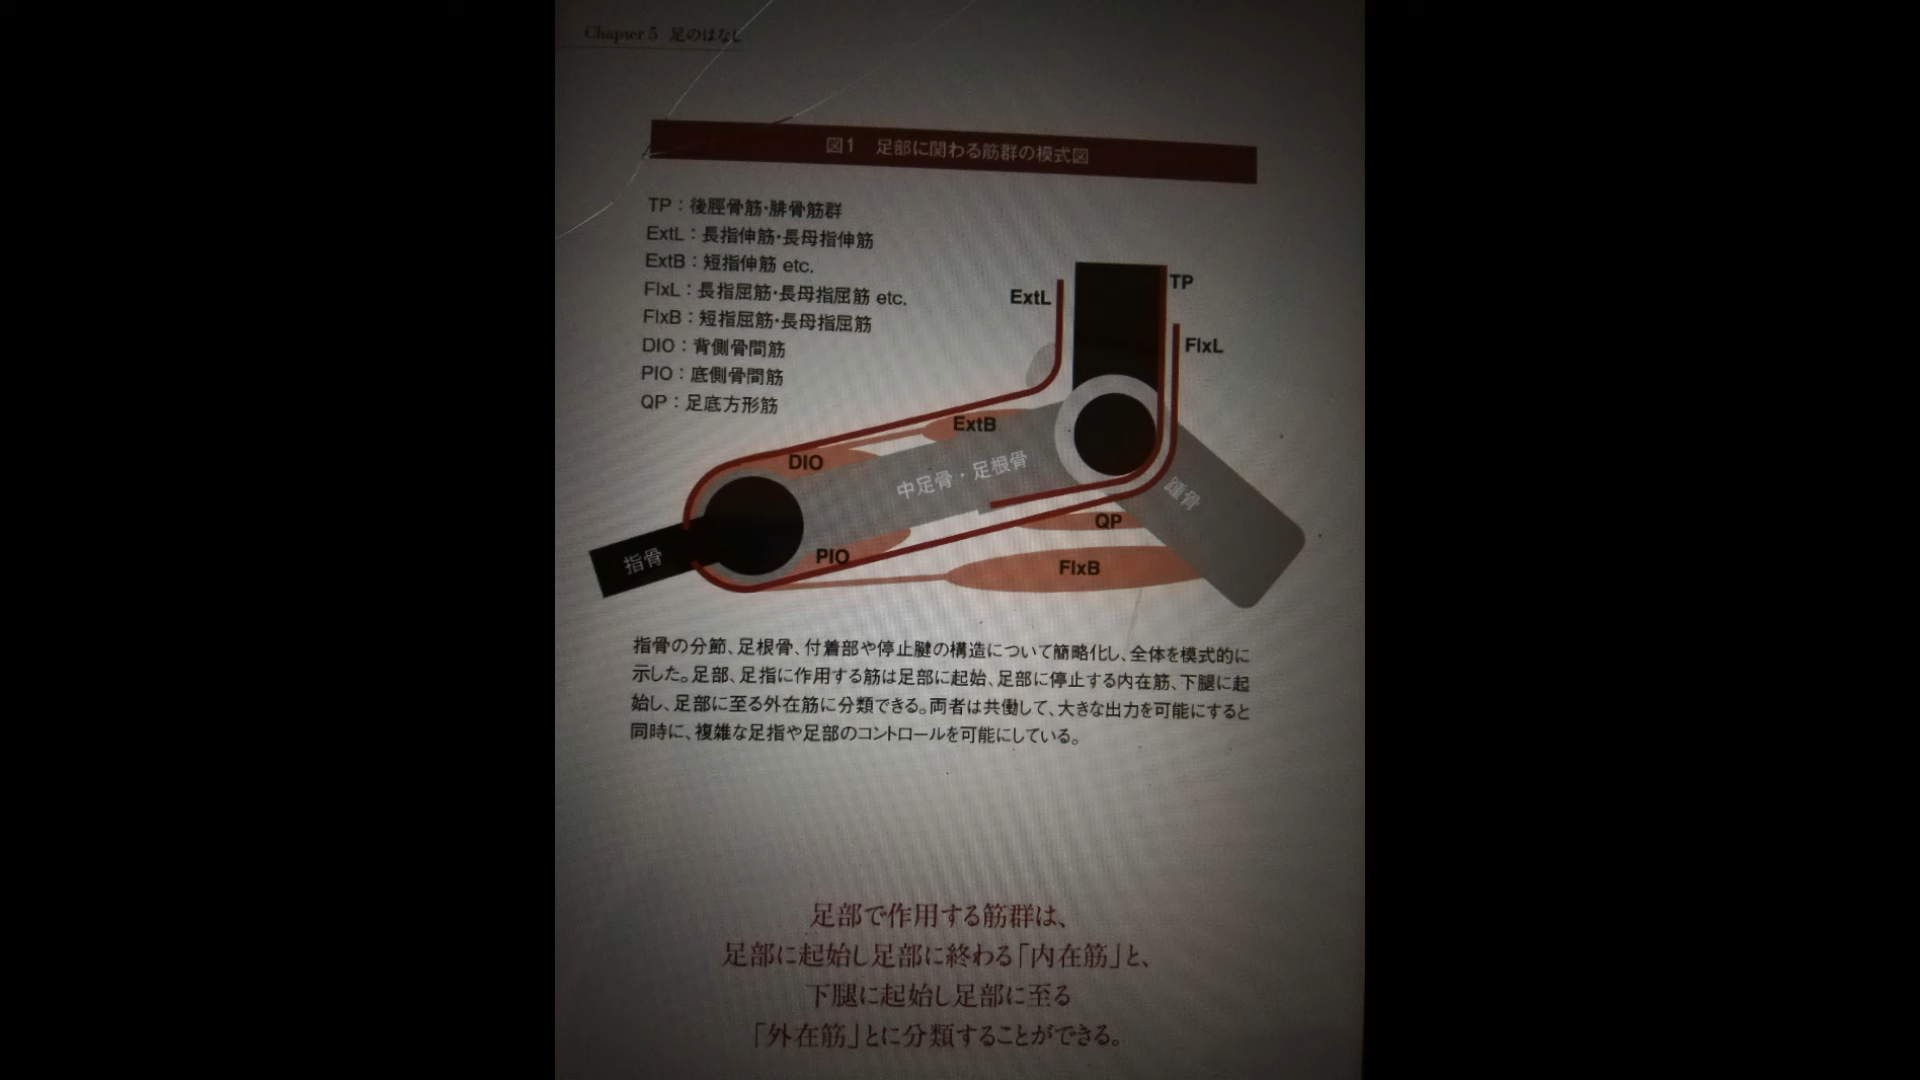 Chapter 5 足のはなし
図1 足部に関わる筋群の模式図
TP：後脛骨筋・腓骨筋群
ExtL：長指伸筋・長母指伸筋
ExtB：短指伸筋 etc.
FlxL：長指屈筋・長母指屈筋 etc.
FlxB：短指屈筋・長母指屈筋
DIO：背側骨間筋
PIO：底側骨間筋
QP：足底方形筋
ExtL
TP
FlxL
ExtB
DIO
中足骨・足根骨
踵骨
QP
指骨
PIO
FlxB
指骨の分節、足根骨、付着部や停止腱の構造について簡略化し、全体を模式的に
示した。足部、足指に作用する筋は足部に起始、足部に停止する内在筋、下腿に起
始し、足部に至る外在筋に分類できる。両者は共働して、大きな出力を可能にすると
同時に、複雑な足指や足部のコントロールを可能にしている。
足部で作用する筋群は、
足部に起始し足部に終わる「内在筋」と、
下腿に起始し足部に至る
「外在筋」とに分類することができる。